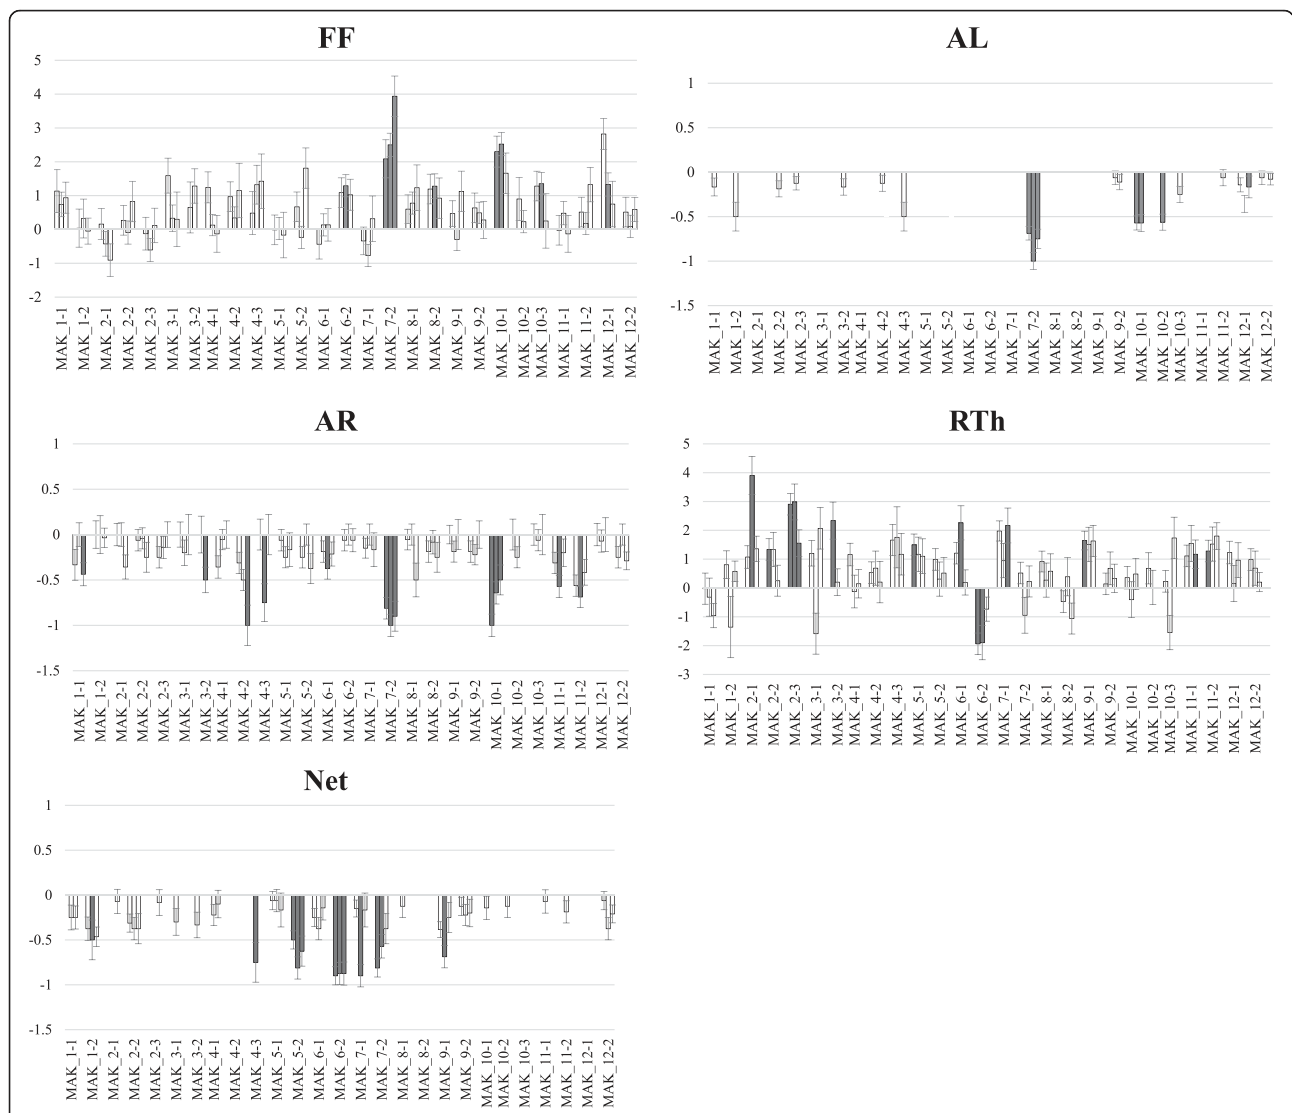 FF
5
4
3
2
1
0
-1
-2
MAK_1-1
MAK_1-2
MAK_2-1
MAK_2-2
MAK_2-3
MAK_3-1
MAK_3-2
MAK_4-1
MAK_4-2
MAK_4-3
MAK_5-1
MAK_5-2
MAK_6-1
MAK_6-2
MAK_7-1
MAK_7-2
MAK_8-1
MAK_8-2
MAK_9-1
MAK_9-2
MAK_10-1
MAK_10-2
MAK_10-3
MAK_11-1
MAK_11-2
MAK_12-1
MAK_12-2
AL
1
0.5
0
-0.5
-1
-1.5
MAK_1-1
MAK_1-2
MAK_2-1
MAK_2-2
MAK_2-3
MAK_3-1
MAK_3-2
MAK_4-1
MAK_4-2
MAK_4-3
MAK_5-1
MAK_5-2
MAK_6-1
MAK_6-2
MAK_7-1
MAK_7-2
MAK_8-1
MAK_8-2
MAK_9-1
MAK_9-2
MAK_10-1
MAK_10-2
MAK_10-3
MAK_11-1
MAK_11-2
MAK_12-1
MAK_12-2
AR
1
0.5
0
-0.5
-1
-1.5
MAK_1-1
MAK_1-2
MAK_2-1
MAK_2-2
MAK_2-3
MAK_3-1
MAK_3-2
MAK_4-1
MAK_4-2
MAK_4-3
MAK_5-1
MAK_5-2
MAK_6-1
MAK_6-2
MAK_7-1
MAK_7-2
MAK_8-1
MAK_8-2
MAK_9-1
MAK_9-2
MAK_10-1
MAK_10-2
MAK_10-3
MAK_11-1
MAK_11-2
MAK_12-1
MAK_12-2
RTh
5
4
3
2
1
0
-1
-2
-3
MAK_1-1
MAK_1-2
MAK_2-1
MAK_2-2
MAK_2-3
MAK_3-1
MAK_3-2
MAK_4-1
MAK_4-2
MAK_4-3
MAK_5-1
MAK_5-2
MAK_6-1
MAK_6-2
MAK_7-1
MAK_7-2
MAK_8-1
MAK_8-2
MAK_9-1
MAK_9-2
MAK_10-1
MAK_10-2
MAK_10-3
MAK_11-1
MAK_11-2
MAK_12-1
MAK_12-2
Net
1
0.5
0
-0.5
-1
-1.5
MAK_1-1
MAK_1-2
MAK_2-1
MAK_2-2
MAK_2-3
MAK_3-1
MAK_3-2
MAK_4-1
MAK_4-2
MAK_4-3
MAK_5-1
MAK_5-2
MAK_6-1
MAK_6-2
MAK_7-1
MAK_7-2
MAK_8-1
MAK_8-2
MAK_9-1
MAK_9-2
MAK_10-1
MAK_10-2
MAK_10-3
MAK_11-1
MAK_11-2
MAK_12-1
MAK_12-2